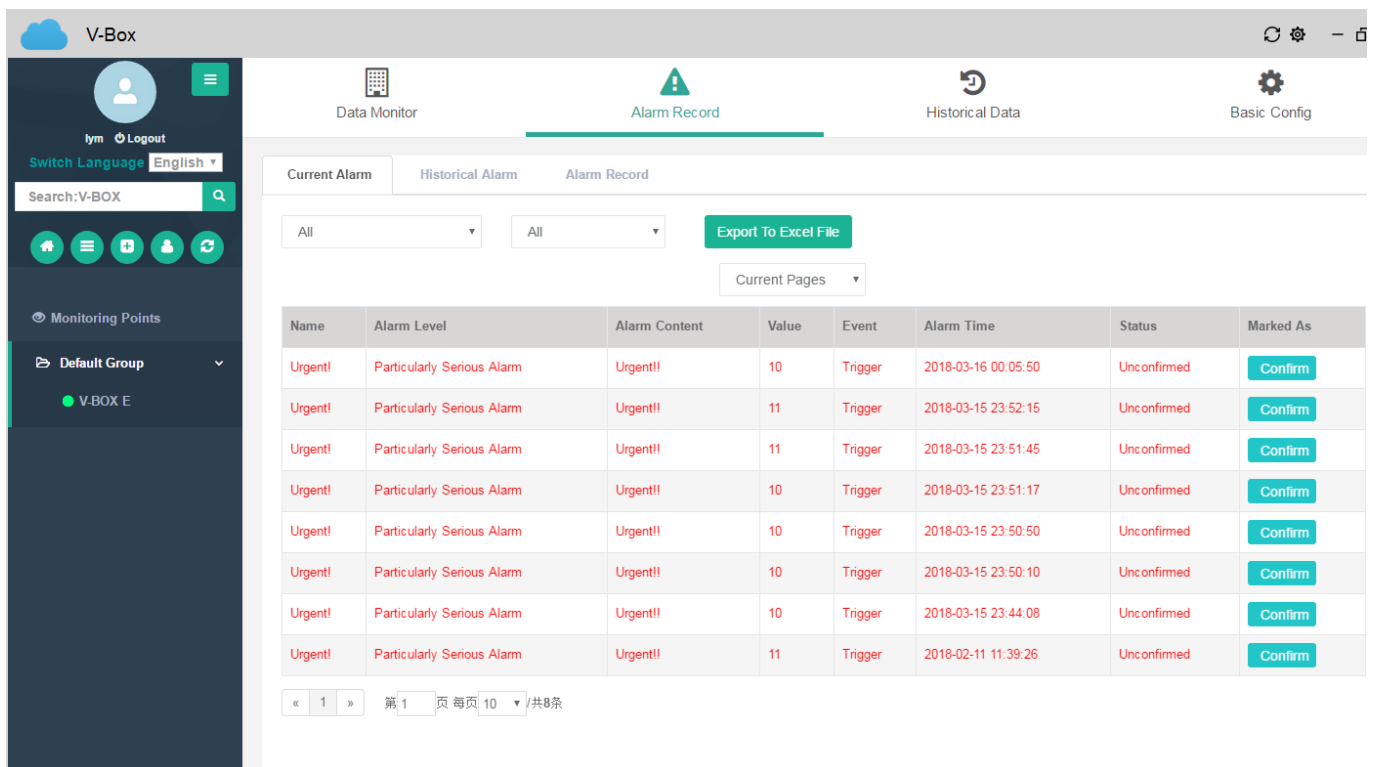 V-Box
lym Logout
Switch Language English
Search:V-BOX
Monitoring Points
Default Group
V-BOX E
Data Monitor Alarm Record Historical Data Basic Config
Current Alarm Historical Alarm Alarm Record
All All Export To Excel File
Current Pages
Name Alarm Level Alarm Content Value Event Alarm Time Status Marked As
Urgent! Particularly Serious Alarm Urgent!! 10 Trigger 2018-03-16 00:05:50 Unconfirmed Confirm
Urgent! Particularly Serious Alarm Urgent!! 11 Trigger 2018-03-15 23:52:15 Unconfirmed Confirm
Urgent! Particularly Serious Alarm Urgent!! 11 Trigger 2018-03-15 23:51:45 Unconfirmed Confirm
Urgent! Particularly Serious Alarm Urgent!! 10 Trigger 2018-03-15 23:51:17 Unconfirmed Confirm
Urgent! Particularly Serious Alarm Urgent!! 10 Trigger 2018-03-15 23:50:50 Unconfirmed Confirm
Urgent! Particularly Serious Alarm Urgent!! 10 Trigger 2018-03-15 23:50:10 Unconfirmed Confirm
Urgent! Particularly Serious Alarm Urgent!! 10 Trigger 2018-03-15 23:44:08 Unconfirmed Confirm
Urgent! Particularly Serious Alarm Urgent!! 11 Trigger 2018-02-11 11:39:26 Unconfirmed Confirm
« 1 » 第 1 页 每页 10 /共8条